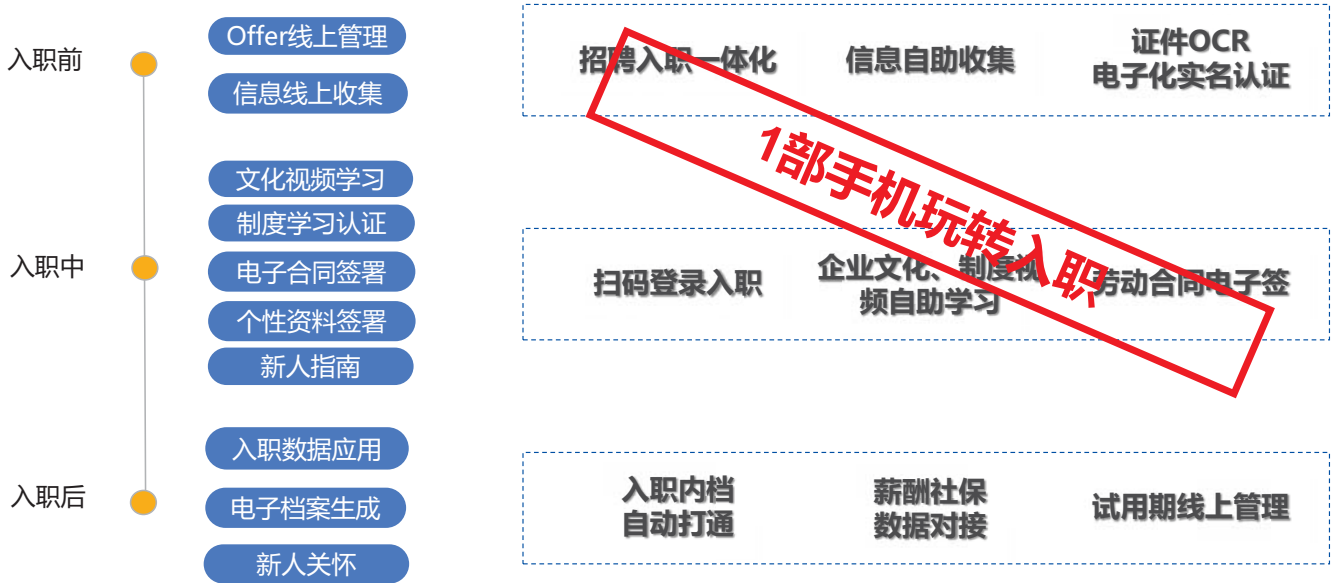 入职前
Offer线上管理
信息线上收集
招聘入职一体化
信息自助收集
证件OCR
电子化实名认证
1部手机玩转入职
入职中
文化视频学习
制度学习认证
电子合同签署
个性资料签署
新人指南
扫码登录入职
企业文化、制度视
频自助学习
劳动合同电子签
入职后
入职数据应用
电子档案生成
新人关怀
入职内档
自动打通
薪酬社保
数据对接
试用期线上管理